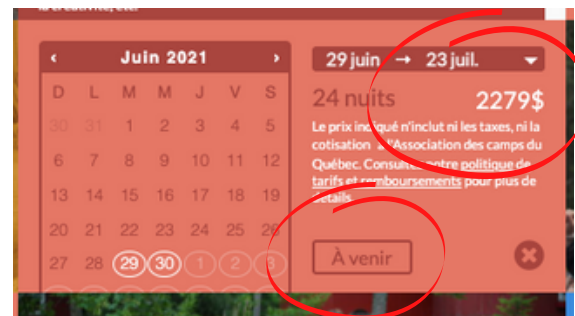 ‹ Juin 2021 ›
D L M M J V S
30 31 1 2 3 4 5
6 7 8 9 10 11 12
13 14 15 16 17 18 19
20 21 22 23 24 25 26
27 28 29 30 1 2 3
29 juin → 23 juil.
24 nuits 2279$
Le prix indiqué n'inclut ni les taxes, ni la
cotisation à l'Association des camps du
Québec. Consultez notre politique de
tarifs et remboursements pour plus de
détails.
À venir